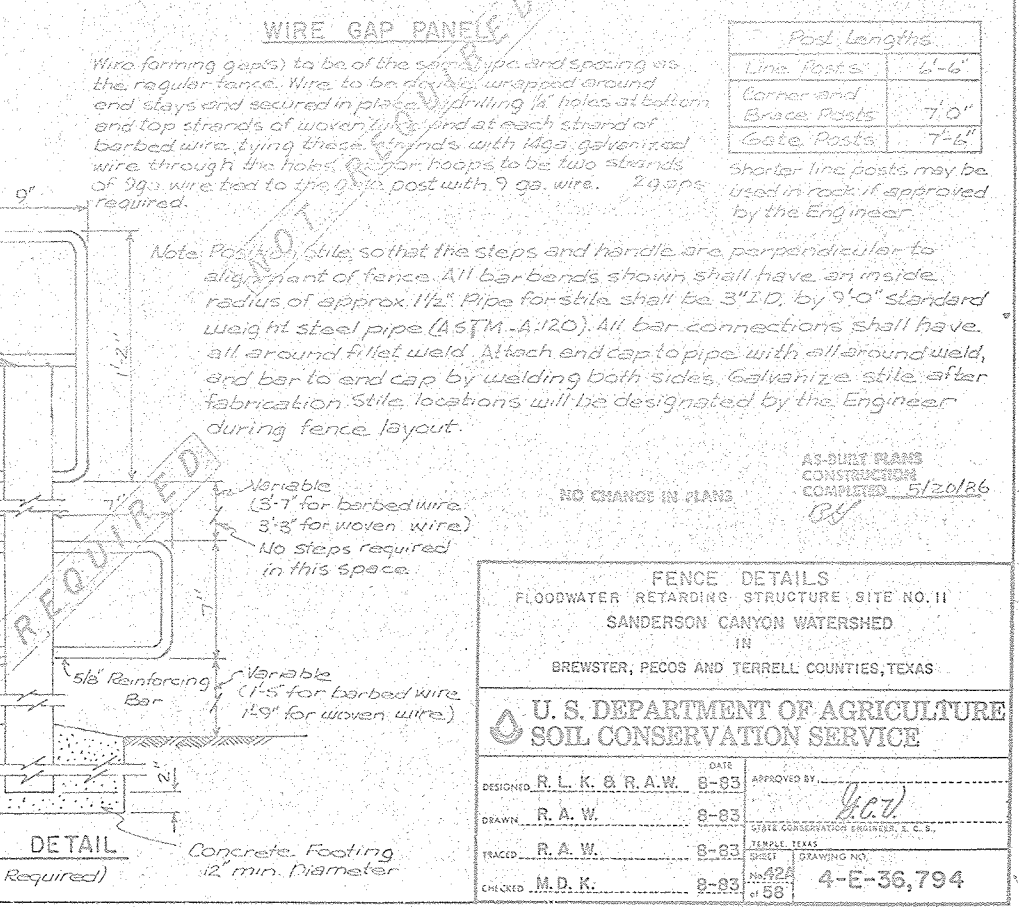 WIRE GAP PANEL
Wire forming gap(s) to be of the same type and spacing as
the regular fence. Wire to be double wrapped around
end stays and secured in place by drilling 1/4" holes at bottom
and top strands of woven wire and at each strand of
barbed wire, tying these strands with 14ga. galvanized
wire through the holes. hoops to be two strands
of 9ga. wire tied to the gate post with 9 ga. wire. 2 gaps
required.
NOT REQUIRED
Post Lengths
Line Posts 6'-6"
Corner and
Brace Posts 7'0"
Gate Posts 7'-6"
Shorter line posts may be
used in rock if approved
by the Engineer
Note: Position stile so that the steps and handle are perpendicular to
alignment of fence. All bar bends shown shall have an inside
radius of approx. 1½". Pipe for stile shall be 3" I.D. by 9'-0" standard
weight steel pipe (ASTM-A-120). All bar connections shall have
all around fillet weld. Attach end cap to pipe with all around weld,
and bar to end cap by welding both sides. Galvanize stile after
fabrication. Stile locations will be designated by the Engineer
during fence layout.
9"
1'-2"
7"
REQUIRED
Variable
(3'-7" for barbed wire
3'-3" for woven wire)
No steps required
in this space
7"
5/8" Reinforcing
Bar
Variable
(1'-5" for barbed wire
1'-9" for woven wire)
2"
DETAIL
Required)
Concrete Footing
12" min. Diameter
NO CHANGE IN PLANS
AS-BUILT PLANS
CONSTRUCTION
COMPLETED 5/20/86
BY
FENCE DETAILS
FLOODWATER RETARDING STRUCTURE SITE NO. 11
SANDERSON CANYON WATERSHED
IN
BREWSTER, PECOS AND TERRELL COUNTIES, TEXAS
U. S. DEPARTMENT OF AGRICULTURE
SOIL CONSERVATION SERVICE
DATE
DESIGNED R. L. K. & R. A. W. 8-83
DRAWN R. A. W. 8-83
TRACED R. A. W. 8-83
CHECKED M. D. K. 8-83
APPROVED BY
STATE CONSERVATION ENGINEER, S. C. S.,
TEMPLE, TEXAS
SHEET
No. 42A
of 58
DRAWING NO.
4-E-36,794